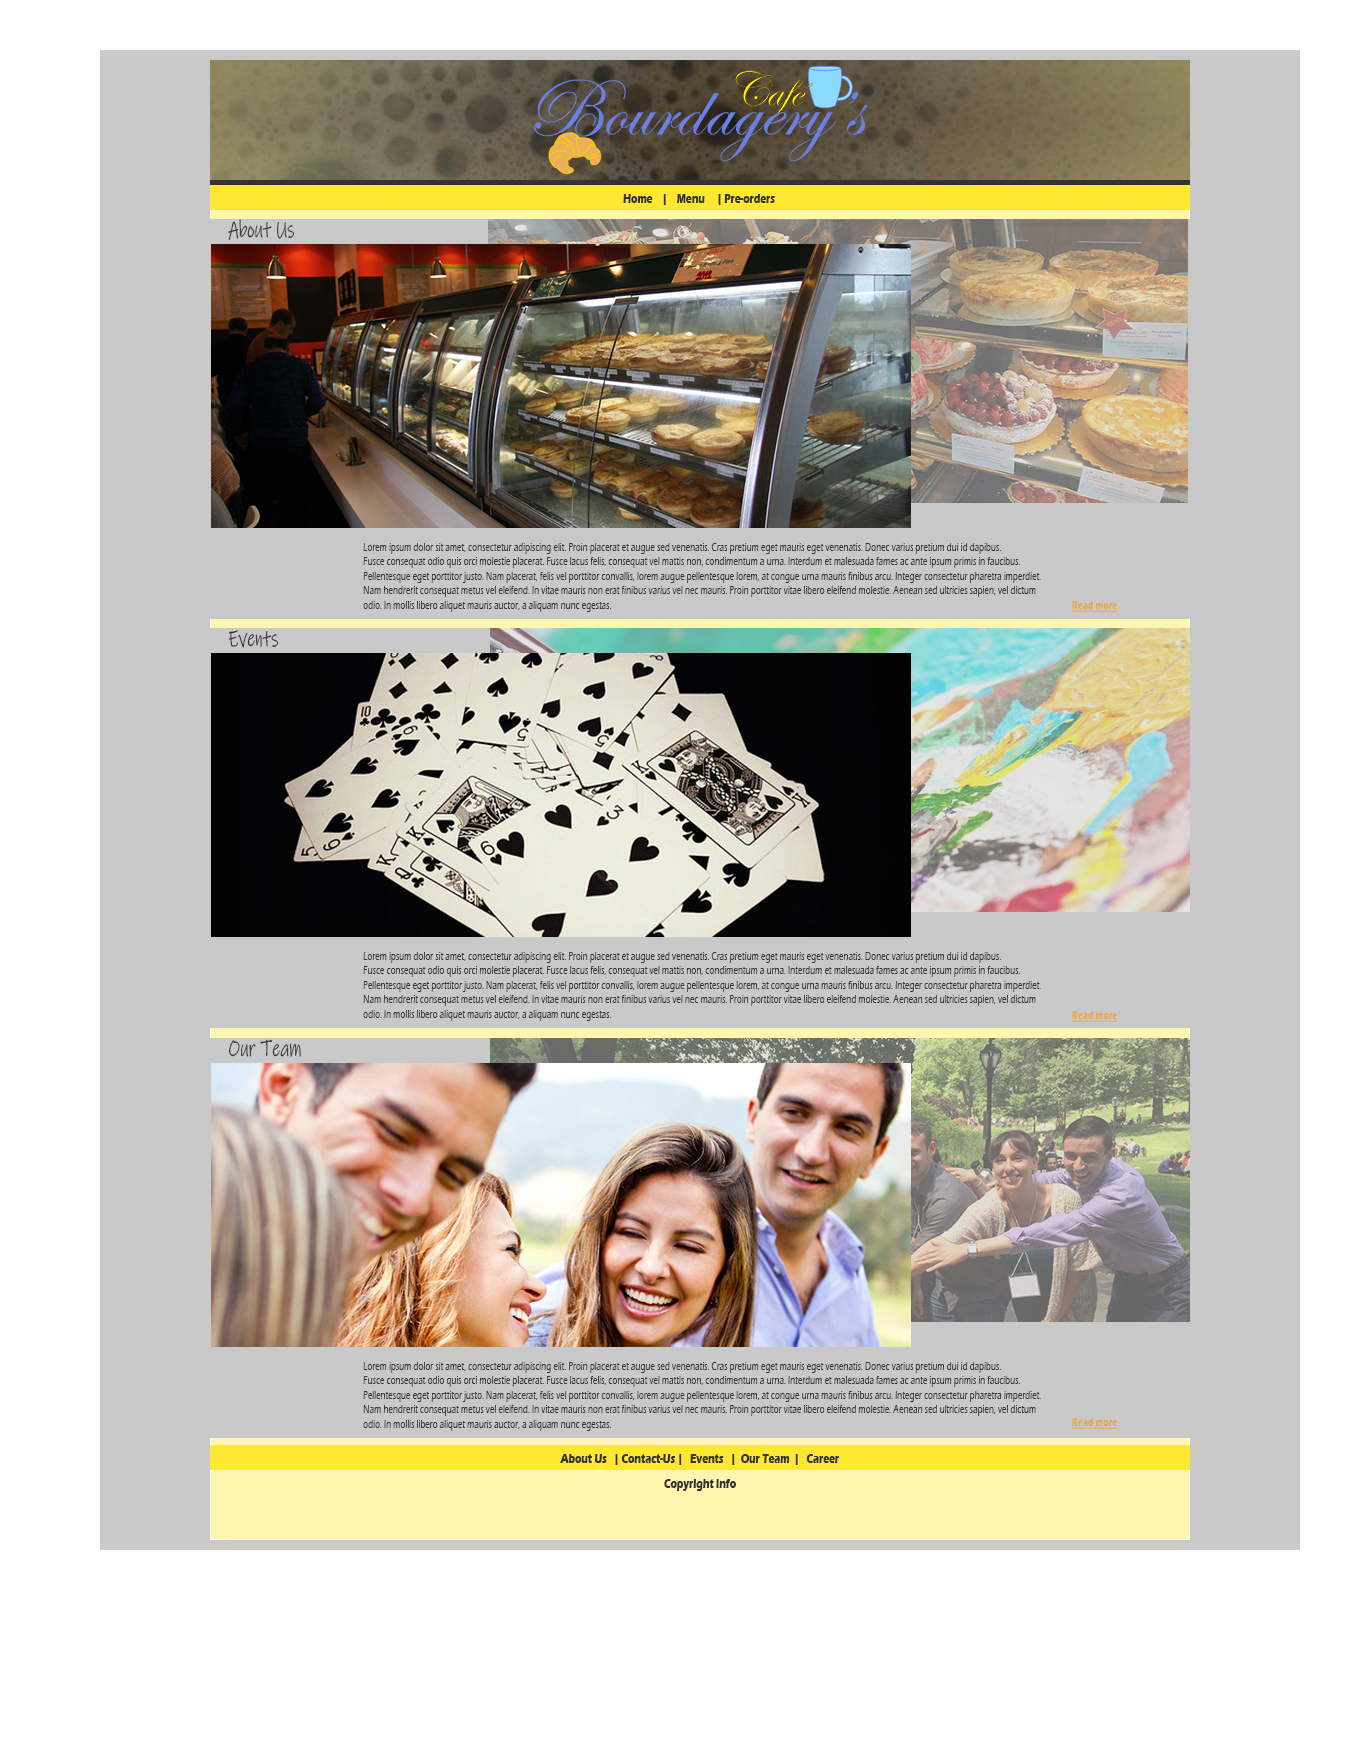 Café
Bourdagery's
Home | Menu | Pre-orders
About Us
2012
Lorem ipsum dolor sit amet, consectetur adipiscing elit. Proin placerat et augue sed venenatis. Cras pretium eget mauris eget venenatis. Donec varius pretium dui id dapibus.
Fusce consequat odio quis orci molestie placerat. Fusce lacus felis, consequat vel mattis non, condimentum a urna. Interdum et malesuada fames ac ante ipsum primis in faucibus.
Pellentesque eget porttitor justo. Nam placerat, felis vel porttitor convallis, lorem augue pellentesque lorem, at congue urna mauris finibus arcu. Integer consectetur pharetra imperdiet.
Nam hendrerit consequat metus vel eleifend. In vitae mauris non erat finibus varius vel nec mauris. Proin porttitor vitae libero eleifend molestie. Aenean sed ultricies sapien, vel dictum
odio. In mollis libero aliquet mauris auctor, a aliquam nunc egestas.
Read more
Events
10
5
5
K
K
K
K
Q
9
6
5
6
3
Lorem ipsum dolor sit amet, consectetur adipiscing elit. Proin placerat et augue sed venenatis. Cras pretium eget mauris eget venenatis. Donec varius pretium dui id dapibus.
Fusce consequat odio quis orci molestie placerat. Fusce lacus felis, consequat vel mattis non, condimentum a urna. Interdum et malesuada fames ac ante ipsum primis in faucibus.
Pellentesque eget porttitor justo. Nam placerat, felis vel porttitor convallis, lorem augue pellentesque lorem, at congue urna mauris finibus arcu. Integer consectetur pharetra imperdiet.
Nam hendrerit consequat metus vel eleifend. In vitae mauris non erat finibus varius vel nec mauris. Proin porttitor vitae libero eleifend molestie. Aenean sed ultricies sapien, vel dictum
odio. In mollis libero aliquet mauris auctor, a aliquam nunc egestas.
Read more
Our Team
Lorem ipsum dolor sit amet, consectetur adipiscing elit. Proin placerat et augue sed venenatis. Cras pretium eget mauris eget venenatis. Donec varius pretium dui id dapibus.
Fusce consequat odio quis orci molestie placerat. Fusce lacus felis, consequat vel mattis non, condimentum a urna. Interdum et malesuada fames ac ante ipsum primis in faucibus.
Pellentesque eget porttitor justo. Nam placerat, felis vel porttitor convallis, lorem augue pellentesque lorem, at congue urna mauris finibus arcu. Integer consectetur pharetra imperdiet.
Nam hendrerit consequat metus vel eleifend. In vitae mauris non erat finibus varius vel nec mauris. Proin porttitor vitae libero eleifend molestie. Aenean sed ultricies sapien, vel dictum
odio. In mollis libero aliquet mauris auctor, a aliquam nunc egestas.
Read more
About Us | Contact-Us | Events | Our Team | Career
Copyright info